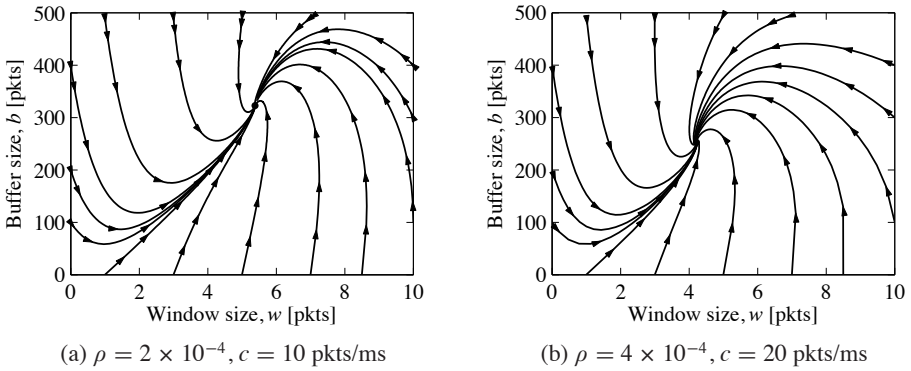 500
400
300
200
100
0
Buffer size, b [pkts]
0 2 4 6 8 10
Window size, w [pkts]
(a) ρ = 2 × 10⁻⁴, c = 10 pkts/ms
500
400
300
200
100
0
Buffer size, b [pkts]
0 2 4 6 8 10
Window size, w [pkts]
(b) ρ = 4 × 10⁻⁴, c = 20 pkts/ms